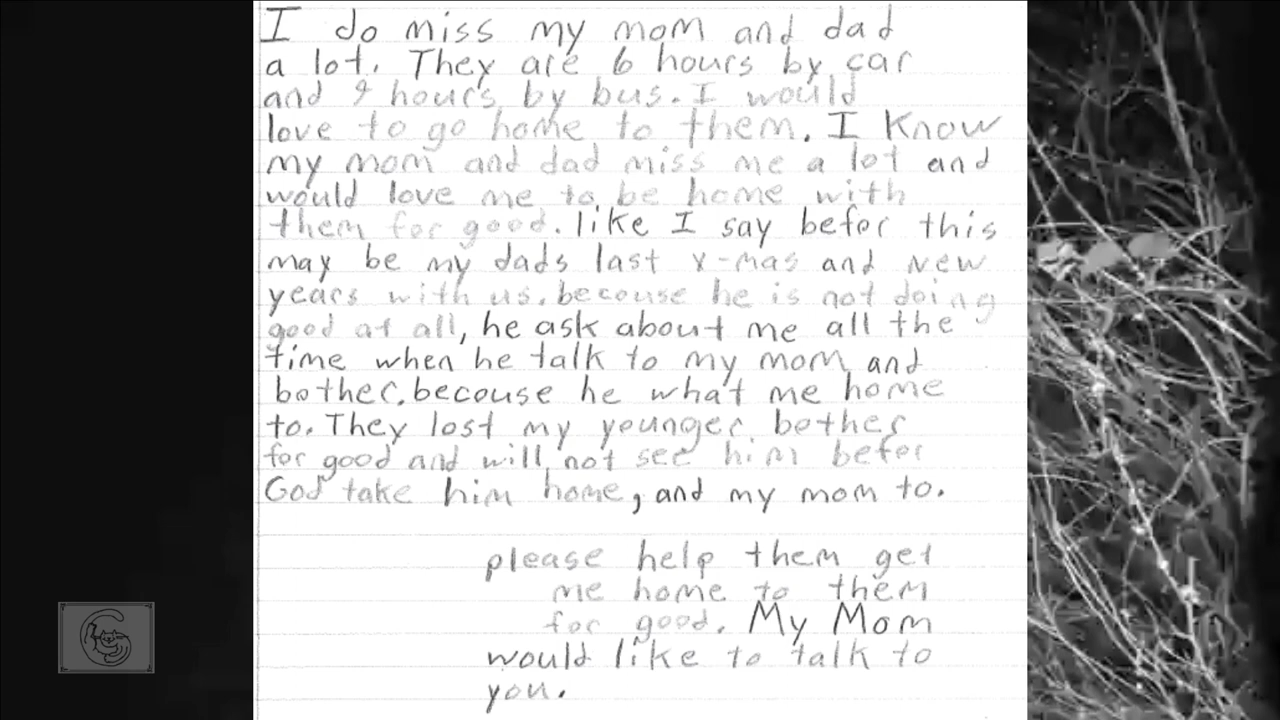 I do miss my mom and dad
a lot. They are 6 hours by car
and 9 hours by bus. I would
love to go home to them. I Know
my mom and dad miss me a lot and
would love me to be home with
them for good. like I say befor this
may be my dads last x-mas and New
years with us. becouse he is not doing
good at all, he ask about me all the
time when he talk to my mom and
bother. becouse he what me home
to. They lost my younger bother
for good and will not see him befor
God take him home, and my mom to.
please help them get
me home to them
for good. My Mom
would like to talk to
you.